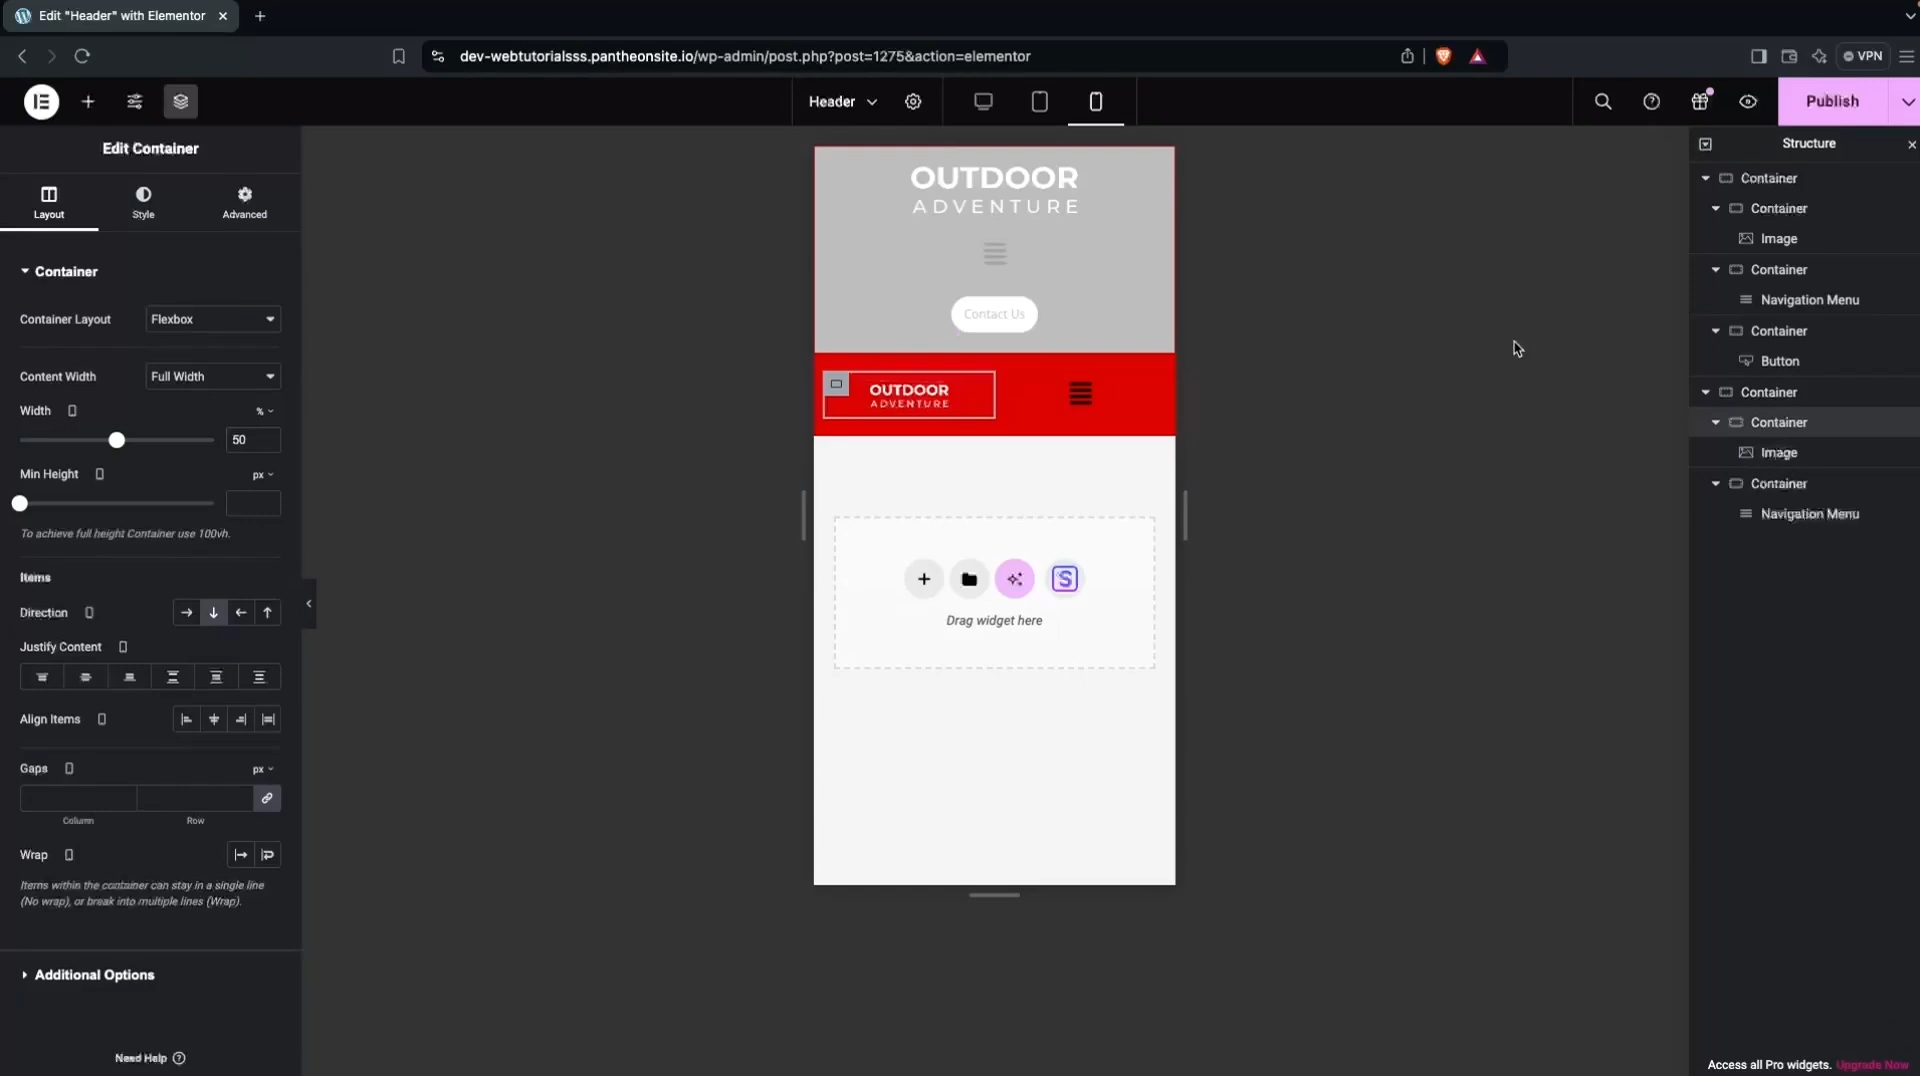 Edit "Header" with Elementor
dev-webtutorialsss.pantheonsite.io/wp-admin/post.php?post=1275&action=elementor
VPN
Header
Publish
Edit Container
Layout
Style
Advanced
Container
Container Layout
Flexbox
Content Width
Full Width
Width
%
50
Min Height
px
To achieve full height Container use 100vh.
Items
Direction
Justify Content
Align Items
Gaps
px
Column
Row
Wrap
Items within the container can stay in a single line
(No wrap), or break into multiple lines (Wrap).
Additional Options
Need Help
OUTDOOR
ADVENTURE
Contact Us
OUTDOOR
ADVENTURE
S
Drag widget here
Structure
Container
Container
Image
Container
Navigation Menu
Container
Button
Container
Container
Image
Container
Navigation Menu
Access all Pro widgets. Upgrade Now